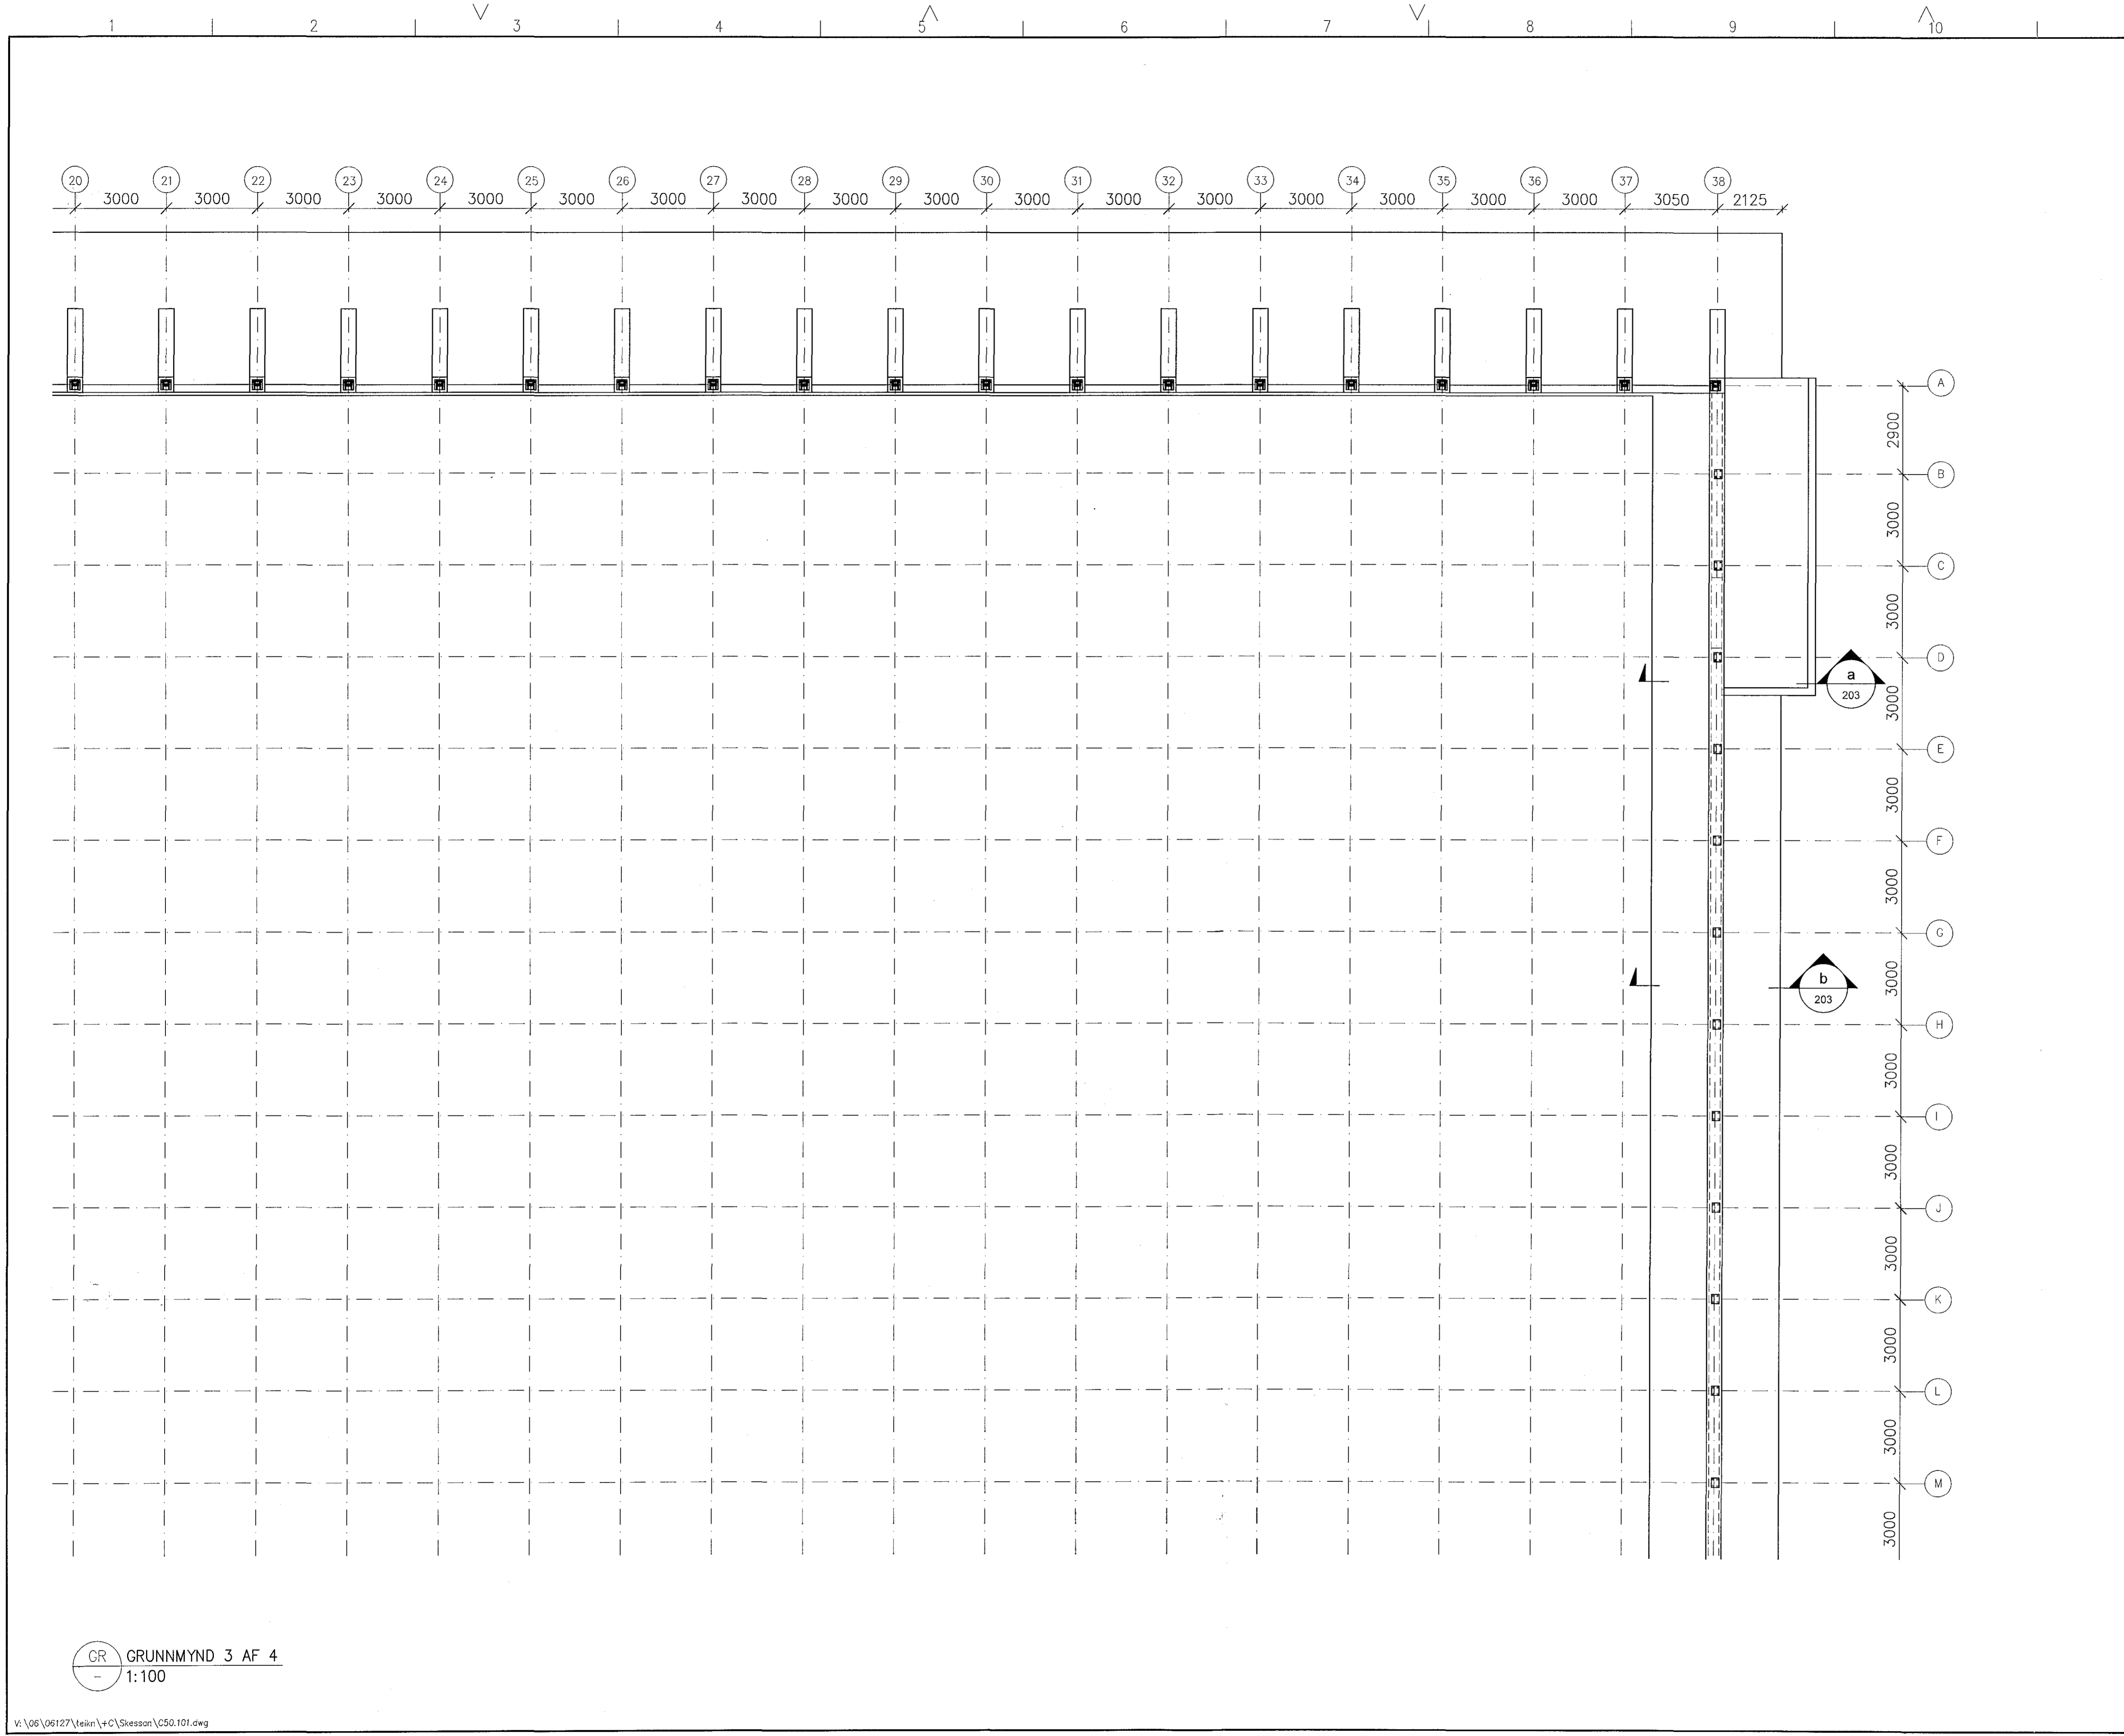 1 2 3 4 5 6 7 8 9 10
20 21 22 23 24 25 26 27 28 29 30 31 32 33 34 35 36 37 38
3000 3000 3000 3000 3000 3000 3000 3000 3000 3000 3000 3000 3000 3000 3000 3000 3000 3050 2125
A
2900
B
3000
C
3000
D
a
203
3000
E
3000
F
3000
G
b
203
3000
H
3000
I
3000
J
3000
K
3000
L
3000
M
3000
GR GRUNNMYND 3 AF 4
- 1:100
V:\06\06127\teikn\+C\Skessan\C50.101.dwg